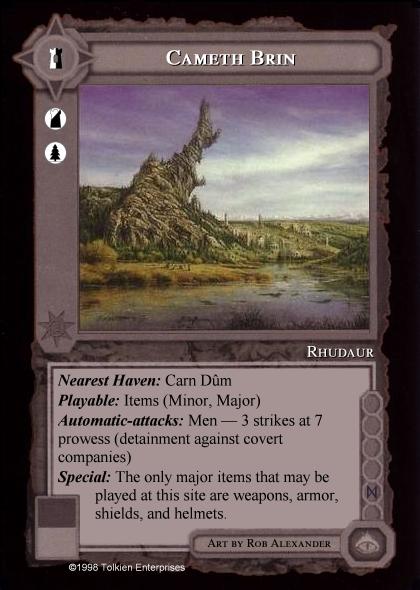 Cameth Brin
Rhudaur
Nearest Haven: Carn Dûm
Playable: Items (Minor, Major)
Automatic-attacks: Men — 3 strikes at 7
prowess (detainment against covert
companies)
Special: The only major items that may be
played at this site are weapons, armor,
shields, and helmets.
Art by Rob Alexander
©1998 Tolkien Enterprises